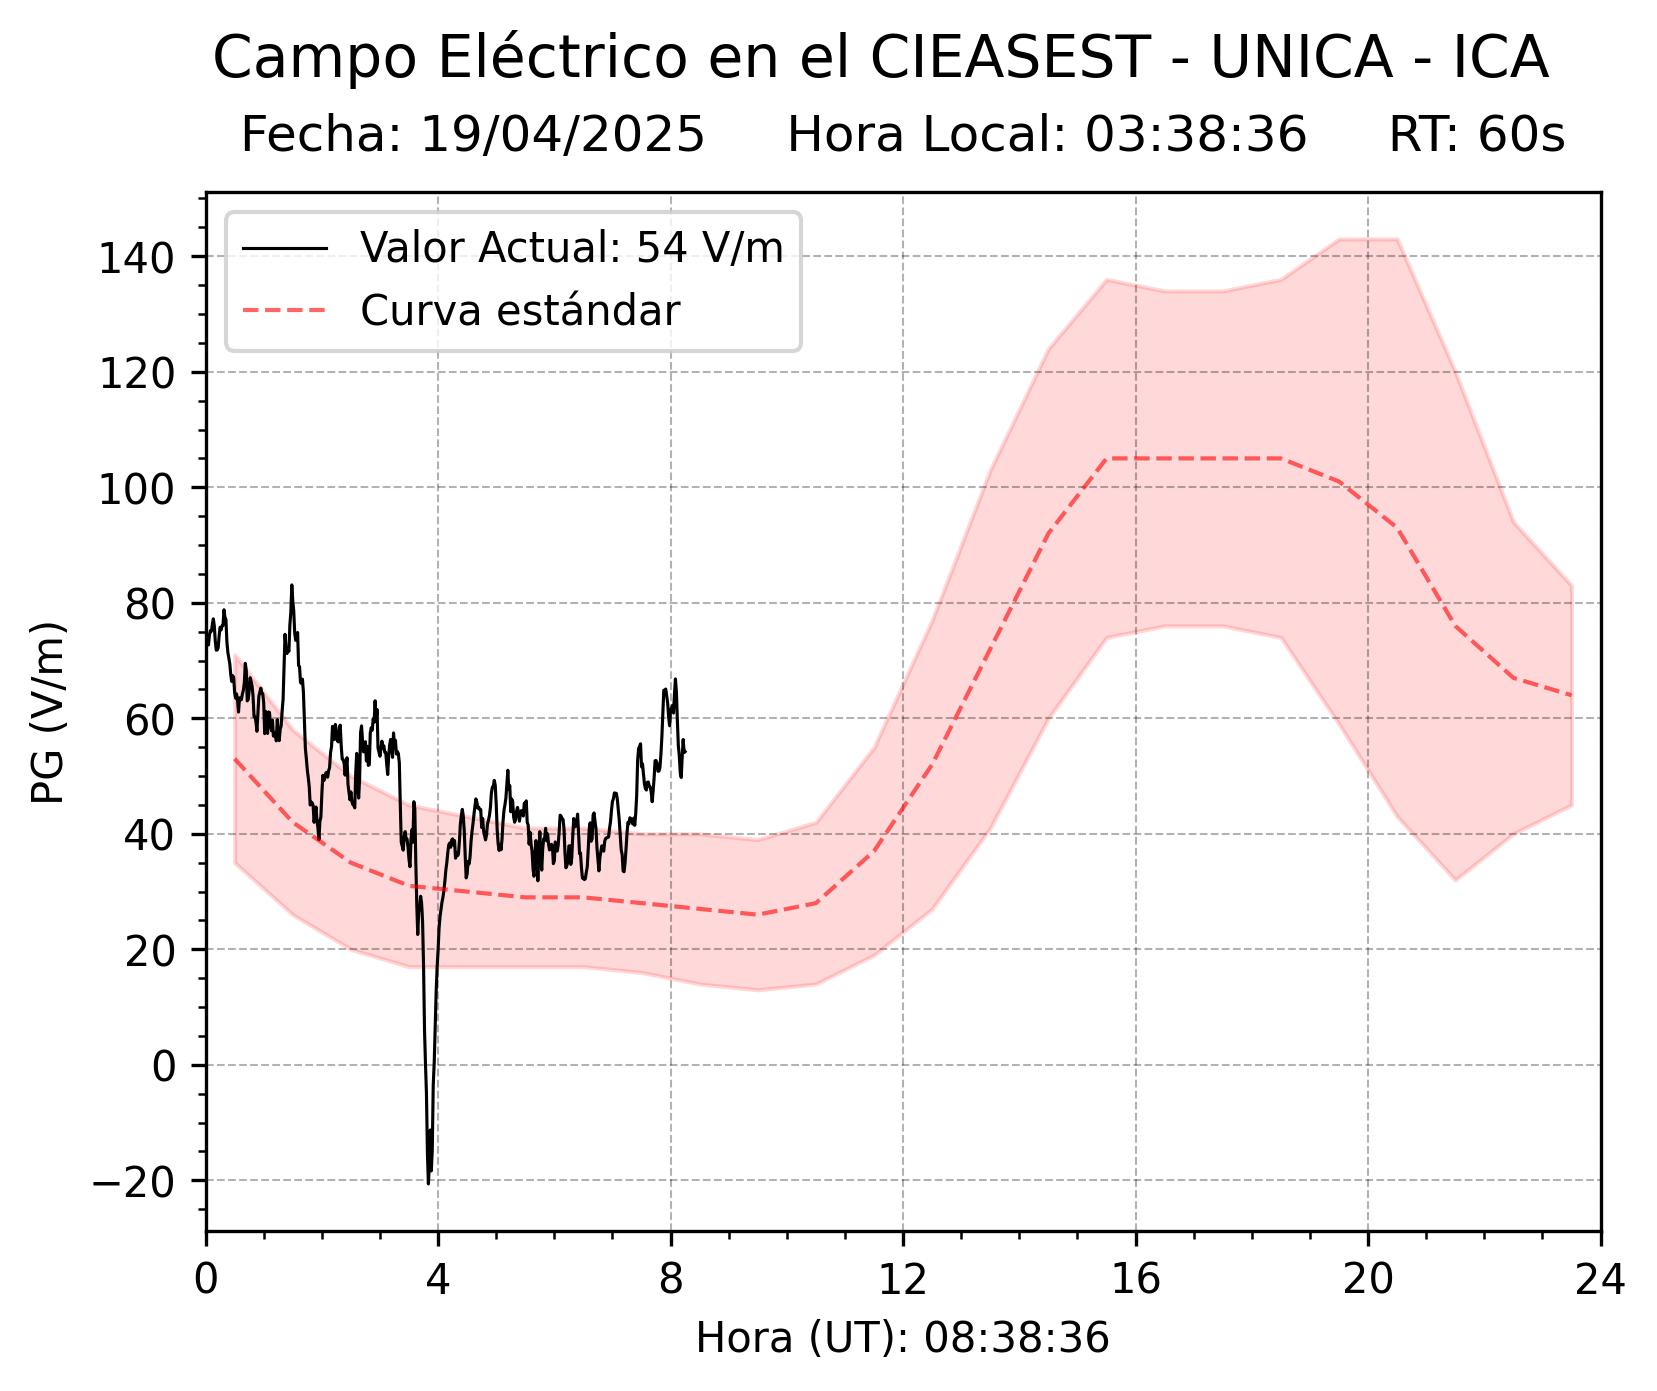 Campo Eléctrico en el CIEASEST - UNICA - ICA
Fecha: 19/04/2025 Hora Local: 03:38:36 RT: 60s
Valor Actual: 54 V/m
Curva estándar
PG (V/m)
140
120
100
80
60
40
20
0
−20
0 4 8 12 16 20 24
Hora (UT): 08:38:36